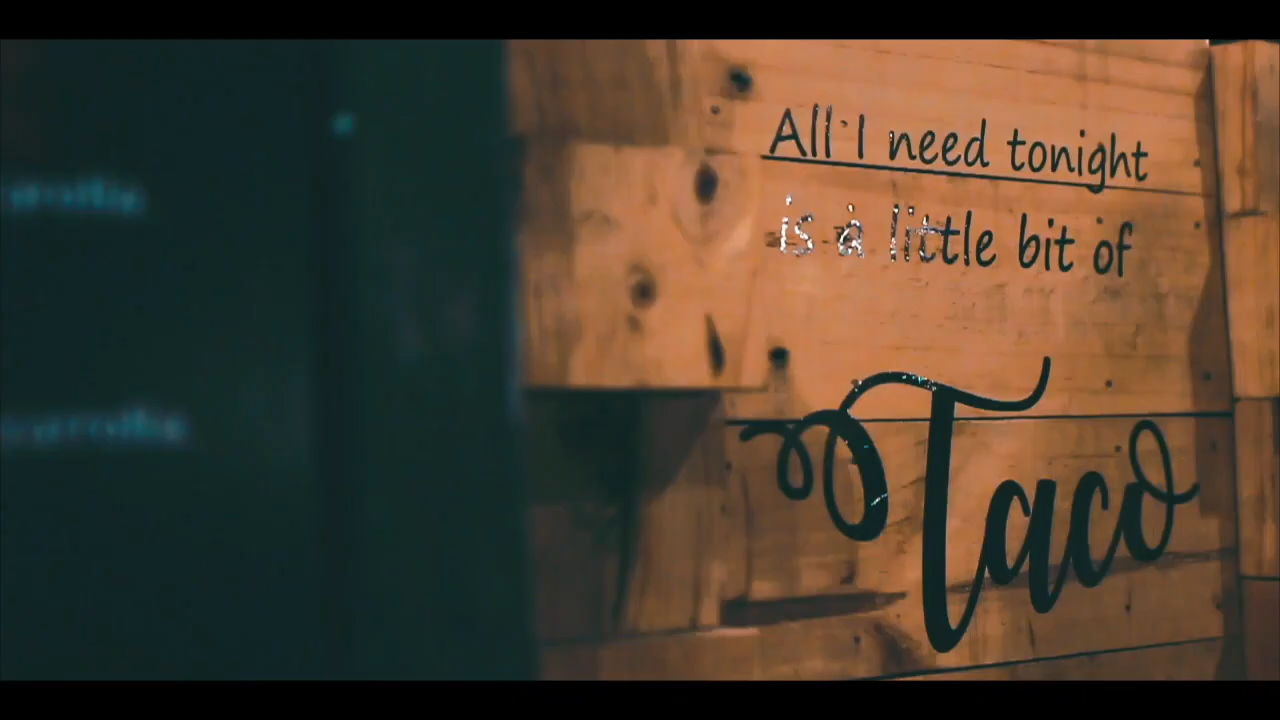 All I need tonight
is a little bit of
Taco